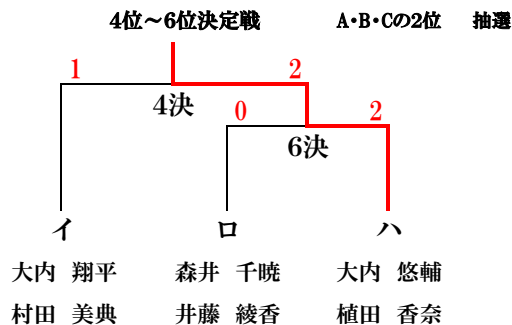 4位～6位決定戦 A・B・Cの2位 抽選
1 2
4決 0 2
6決
イ ロ ハ
大内 翔平 森井 千暁 大内 悠輔
村田 美典 井藤 綾香 植田 香奈